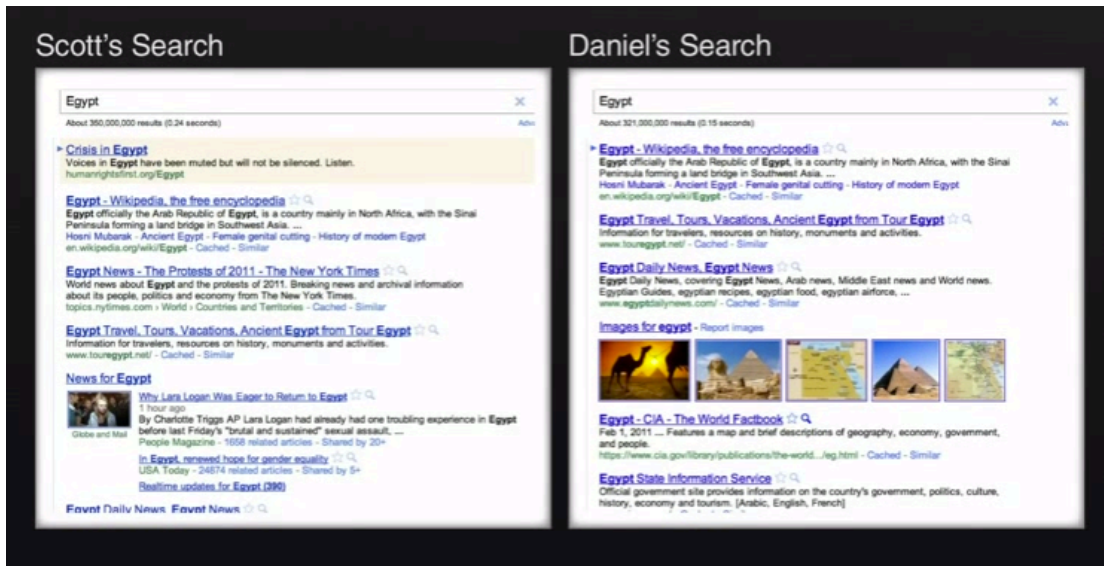 Scott's Search
Egypt
About 350,000,000 results (0.24 seconds)
Adva
Crisis in Egypt
Voices in Egypt have been muted but will not be silenced. Listen.
humanrightsfirst.org/Egypt
Egypt - Wikipedia, the free encyclopedia
Egypt officially the Arab Republic of Egypt, is a country mainly in North Africa, with the Sinai
Peninsula forming a land bridge in Southwest Asia. ...
Hosni Mubarak - Ancient Egypt - Female genital cutting - History of modern Egypt
en.wikipedia.org/wiki/Egypt - Cached - Similar
Egypt News - The Protests of 2011 - The New York Times
World news about Egypt and the protests of 2011. Breaking news and archival information
about its people, politics and economy from The New York Times.
topics.nytimes.com › World › Countries and Territories - Cached - Similar
Egypt Travel, Tours, Vacations, Ancient Egypt from Tour Egypt
Information for travelers, resources on history, monuments and activities.
www.touregypt.net/ - Cached - Similar
News for Egypt
Globe and Mail
Why Lara Logan Was Eager to Return to Egypt
1 hour ago
By Charlotte Triggs AP Lara Logan had already had one troubling experience in Egypt
before last Friday's "brutal and sustained" sexual assault, ...
People Magazine - 1658 related articles - Shared by 20+
In Egypt, renewed hope for gender equality
USA Today - 24874 related articles - Shared by 5+
Realtime updates for Egypt (390)
Egypt Daily News, Egypt News
Daniel's Search
Egypt
About 321,000,000 results (0.15 seconds)
Adva
Egypt - Wikipedia, the free encyclopedia
Egypt officially the Arab Republic of Egypt, is a country mainly in North Africa, with the Sinai
Peninsula forming a land bridge in Southwest Asia. ...
Hosni Mubarak - Ancient Egypt - Female genital cutting - History of modern Egypt
en.wikipedia.org/wiki/Egypt - Cached - Similar
Egypt Travel, Tours, Vacations, Ancient Egypt from Tour Egypt
Information for travelers, resources on history, monuments and activities.
www.touregypt.net/ - Cached - Similar
Egypt Daily News, Egypt News
Egypt Daily News, covering Egypt News, Arab news, Middle East news and World news.
Egyptian Guides, egyptian recipes, egyptian food, egyptian airforce, ...
www.egyptdailynews.com/ - Cached - Similar
Images for egypt - Report images
Egypt - CIA - The World Factbook
Feb 1, 2011 ... Features a map and brief descriptions of geography, economy, government,
and people.
https://www.cia.gov/library/publications/the-world.../eg.html - Cached - Similar
Egypt State Information Service
Official government site provides information on the country's government, politics, culture,
history, economy and tourism. [Arabic, English, French]